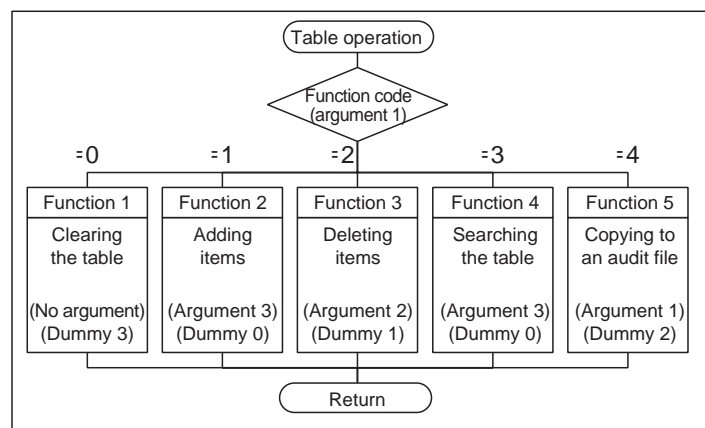 Table operation
Function code
(argument 1)
=0 =1 =2 =3 =4
Function 1 Function 2 Function 3 Function 4 Function 5
Clearing Adding Deleting Searching Copying to
the table items items the table an audit file
(No argument) (Argument 3) (Argument 2) (Argument 3) (Argument 1)
(Dummy 3) (Dummy 0) (Dummy 1) (Dummy 0) (Dummy 2)
Return